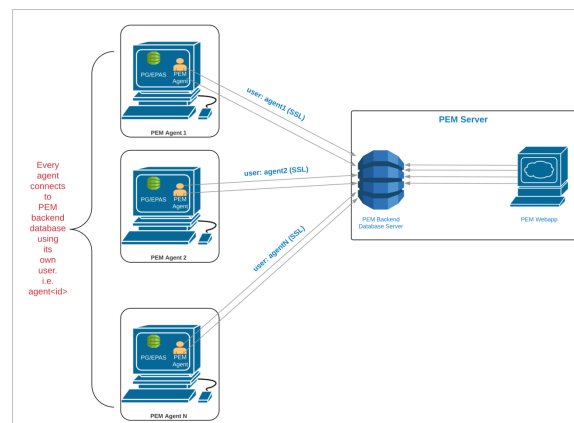 Every
agent
connects
to
PEM
backend
database
using
its
own
user.
i.e.
agent<id>
PG/EPAS
PEM
Agent
PEM Agent 1
user: agent1 (SSL)
PG/EPAS
PEM
Agent
PEM Agent 2
user: agent2 (SSL)
PG/EPAS
PEM
Agent
PEM Agent N
user: agentN (SSL)
PEM Server
PEM Backend
Database Server
PEM Webapp